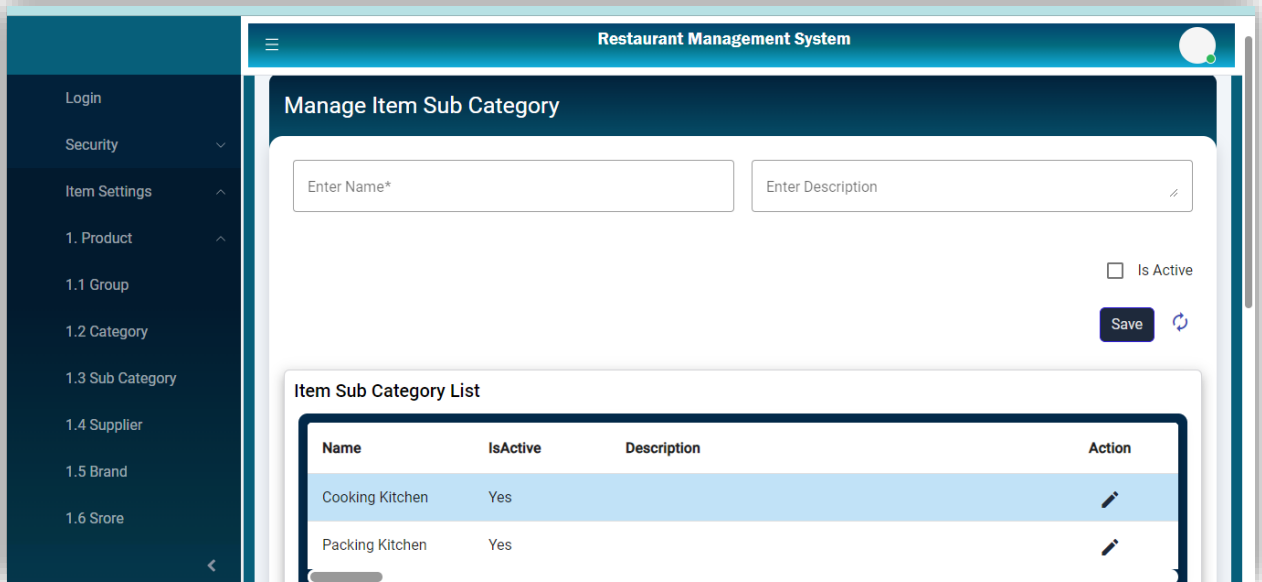 Restaurant Management System
Login
Security
Item Settings
1. Product
1.1 Group
1.2 Category
1.3 Sub Category
1.4 Supplier
1.5 Brand
1.6 Srore
Manage Item Sub Category
Enter Name*
Enter Description
Is Active
Save
Item Sub Category List
Name IsActive Description Action
Cooking Kitchen Yes
Packing Kitchen Yes